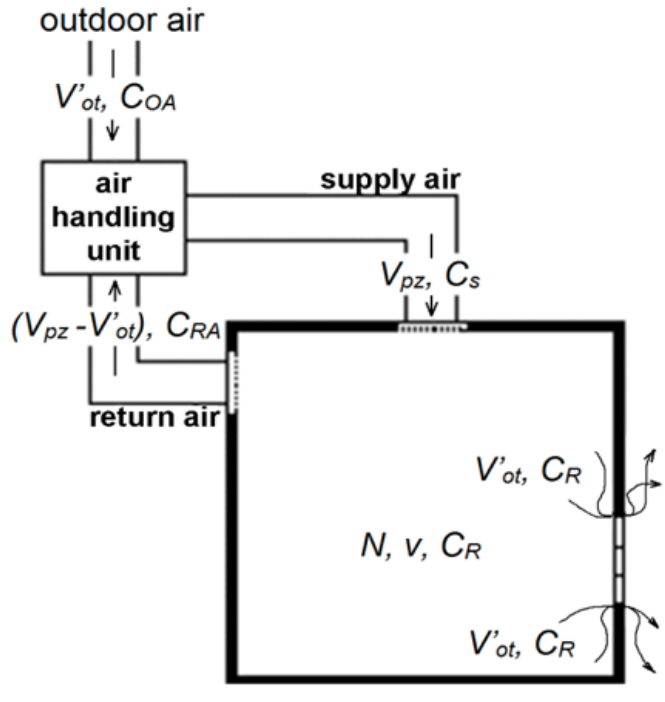 outdoor air
V'ot, COA
air
handling
unit
supply air
Vpz, Cs
(Vpz -V'ot), CRA
return air
V'ot, CR
N, v, CR
V'ot, CR